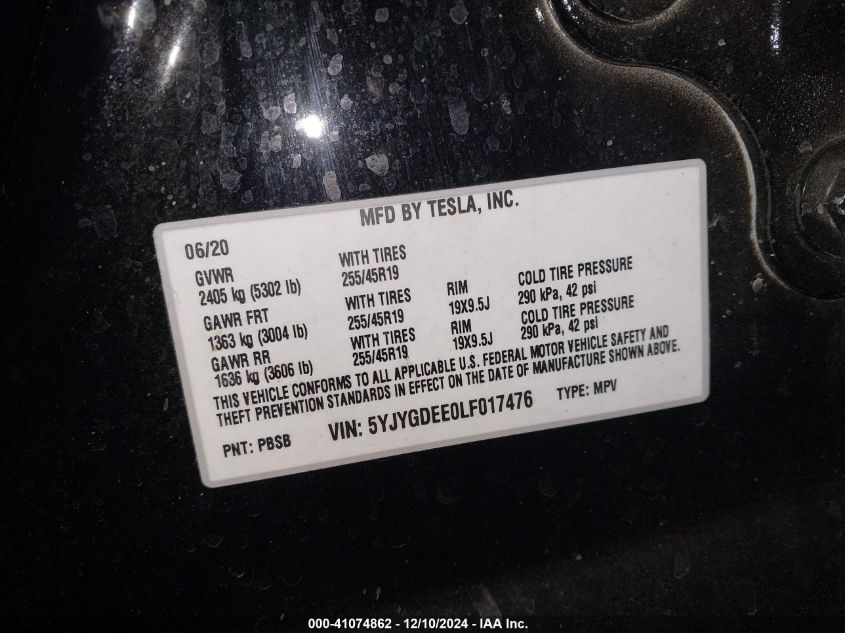 MFD BY TESLA, INC.
06/20
GVWR WITH TIRES
2405 kg (5302 lb) 255/45R19
GAWR FRT WITH TIRES RIM COLD TIRE PRESSURE
1363 kg (3004 lb) 255/45R19 19X9.5J 290 kPa, 42 psi
GAWR RR WITH TIRES RIM COLD TIRE PRESSURE
1636 kg (3606 lb) 255/45R19 19X9.5J 290 kPa, 42 psi
THIS VEHICLE CONFORMS TO ALL APPLICABLE U.S. FEDERAL MOTOR VEHICLE SAFETY AND
THEFT PREVENTION STANDARDS IN EFFECT ON THE DATE OF MANUFACTURE SHOWN ABOVE.
PNT: PBSB VIN: 5YJYGDEE0LF017476 TYPE: MPV
000-41074862 - 12/10/2024 - IAA Inc.